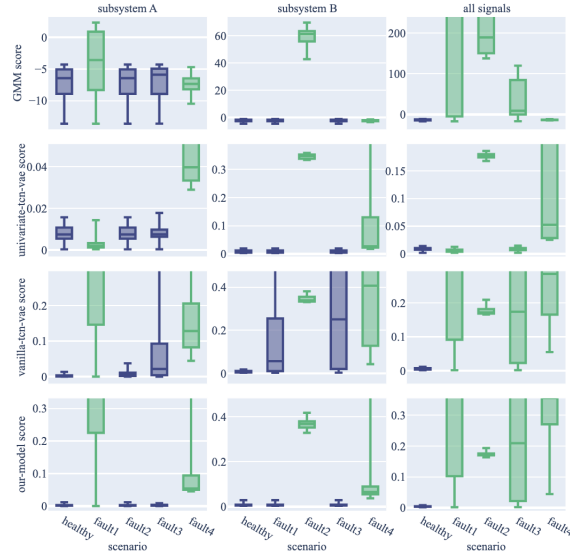 subsystem A
subsystem B
all signals
GMM score
0
−5
−10
60
40
20
0
200
100
0
univariate-tcn-vae score
0.04
0.02
0
0.3
0.2
0.1
0
0.15
0.1
0.05
0
vanilla-tcn-vae score
0.2
0.1
0
0.4
0.2
0
0.2
0.1
0
our-model score
0.3
0.2
0.1
0
0.4
0.2
0
0.3
0.2
0.1
0
healthy
fault1
fault2
fault3
fault4
healthy
fault1
fault2
fault3
fault4
healthy
fault1
fault2
fault3
fault4
scenario
scenario
scenario